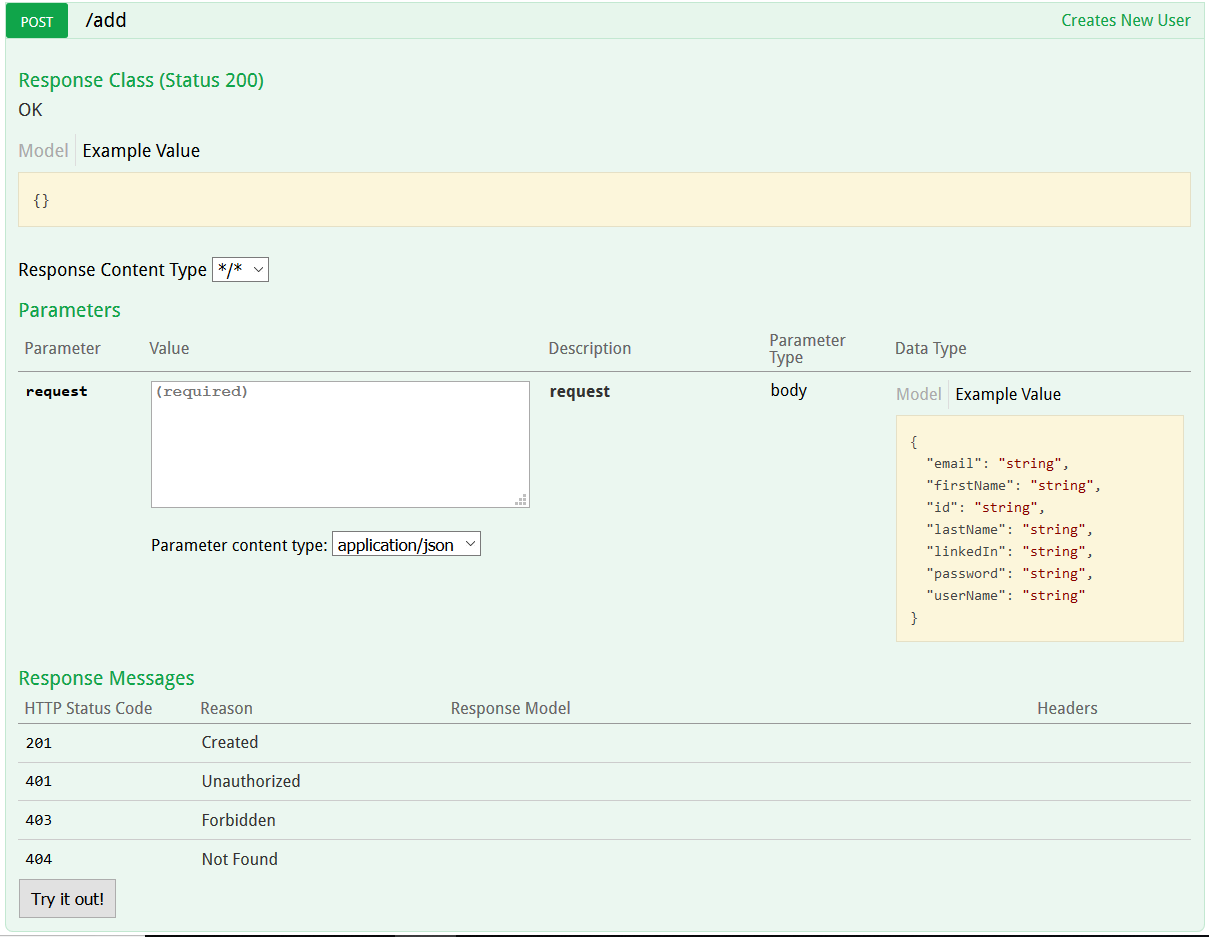 POST /add Creates New User
Response Class (Status 200)
OK
Model Example Value
{}
Response Content Type */*
Parameters
Parameter Value Description Parameter Type Data Type
request (required) request body Model Example Value
{
"email": "string",
"firstName": "string",
"id": "string",
"lastName": "string",
"linkedIn": "string",
"password": "string",
"userName": "string"
}
Parameter content type: application/json
Response Messages
HTTP Status Code Reason Response Model Headers
201 Created
401 Unauthorized
403 Forbidden
404 Not Found
Try it out!